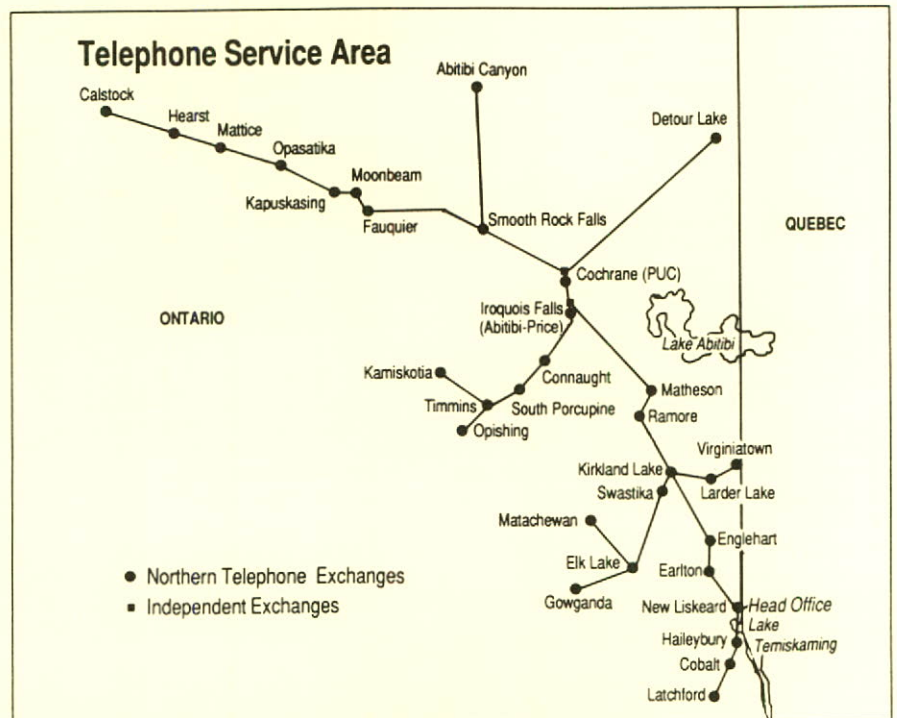 Telephone Service Area
Abitibi Canyon
Calstock
Hearst
Mattice
Detour Lake
Opasatika
Moonbeam
Kapuskasing
Fauquier
Smooth Rock Falls
QUEBEC
Cochrane (PUC)
Iroquois Falls
(Abitibi-Price)
ONTARIO
Lake Abitibi
Kamiskotia
Connaught
Matheson
Timmins
South Porcupine
Ramore
Opishing
Virginiatown
Kirkland Lake
Swastika
Larder Lake
Matachewan
Englehart
Elk Lake
Earlton
Northern Telephone Exchanges
Independent Exchanges
Gowganda
New Liskeard
Head Office
Lake
Temiskaming
Haileybury
Cobalt
Latchford